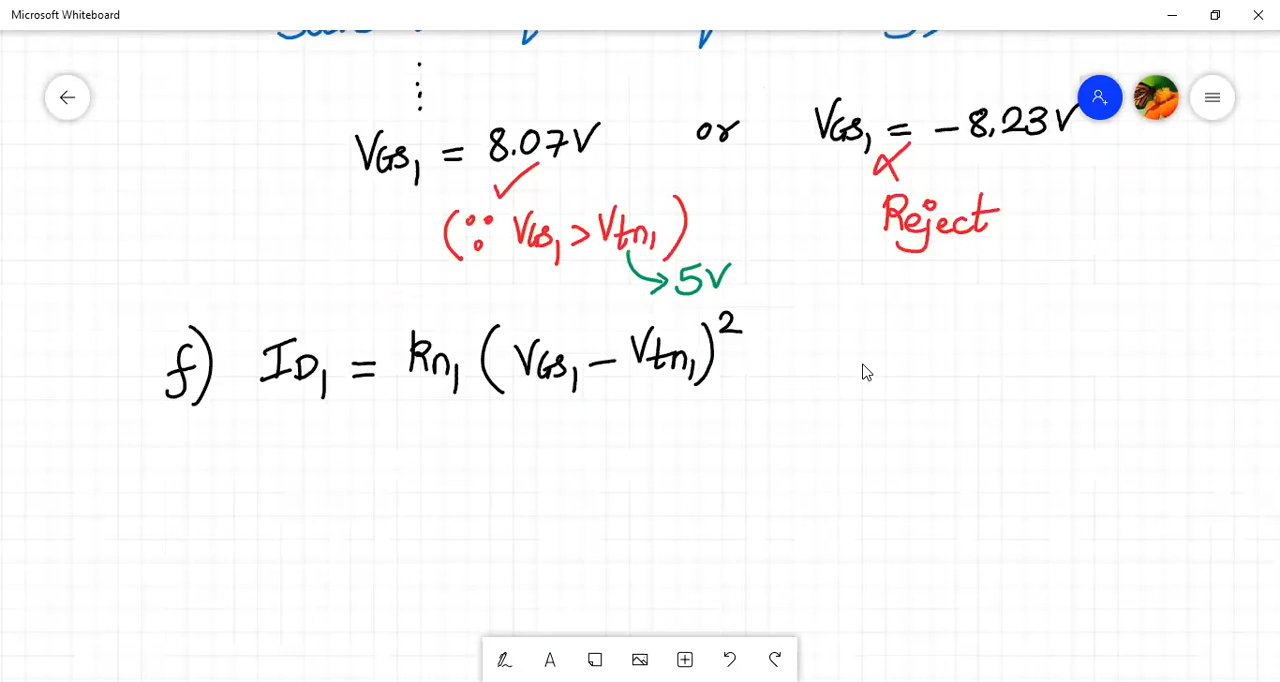 Microsoft Whiteboard
VGS1 = 8.07V or VGS1 = -8.23V
(∵ VGS1 > Vtn1) Reject
5V
f) ID1 = kn1 (VGS1 - Vtn1)²
A